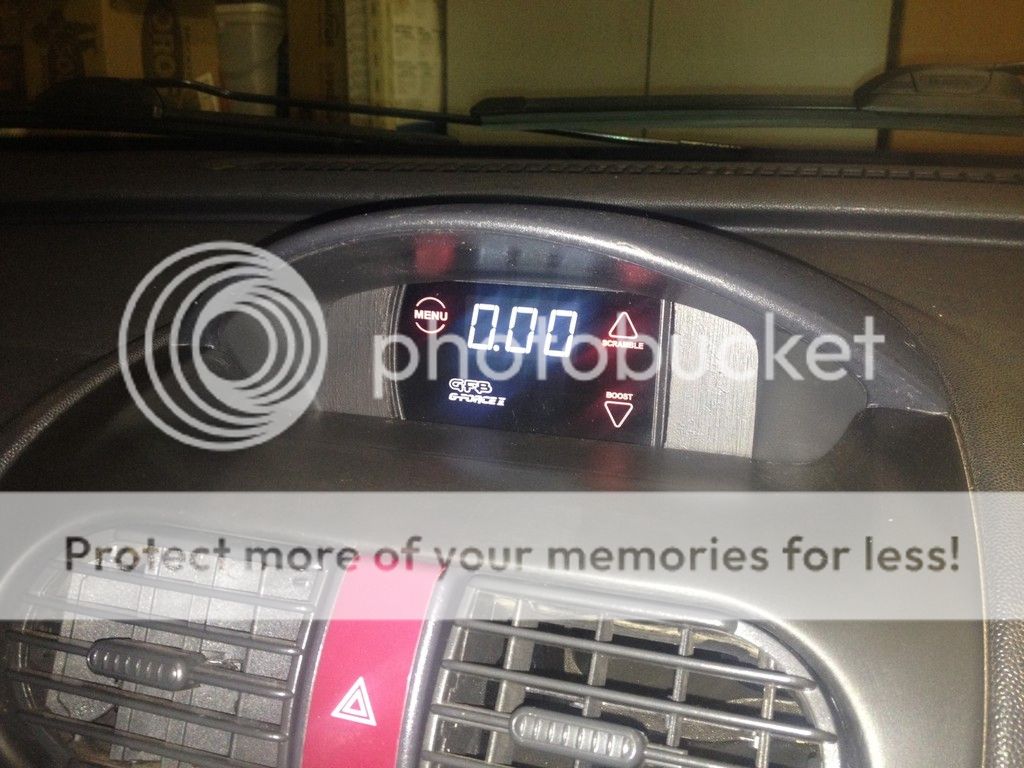 MENU
0.00
SCRAMBLE
GFB
G-FORCE II
BOOST
photobucket
Protect more of your memories for less!